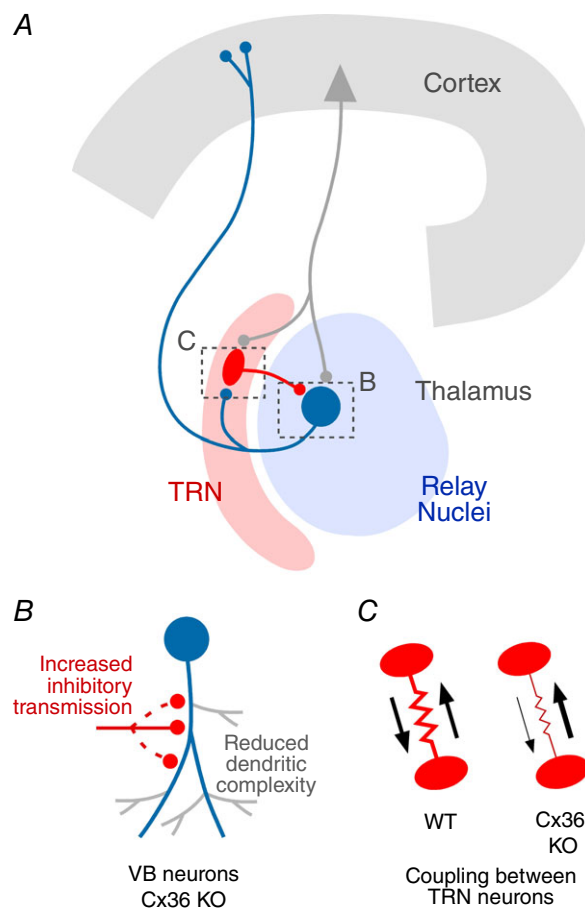 A
Cortex
C
B
Thalamus
TRN
Relay
Nuclei
B
Increased
inhibitory
transmission
Reduced
dendritic
complexity
VB neurons
Cx36 KO
C
WT
Cx36
KO
Coupling between
TRN neurons